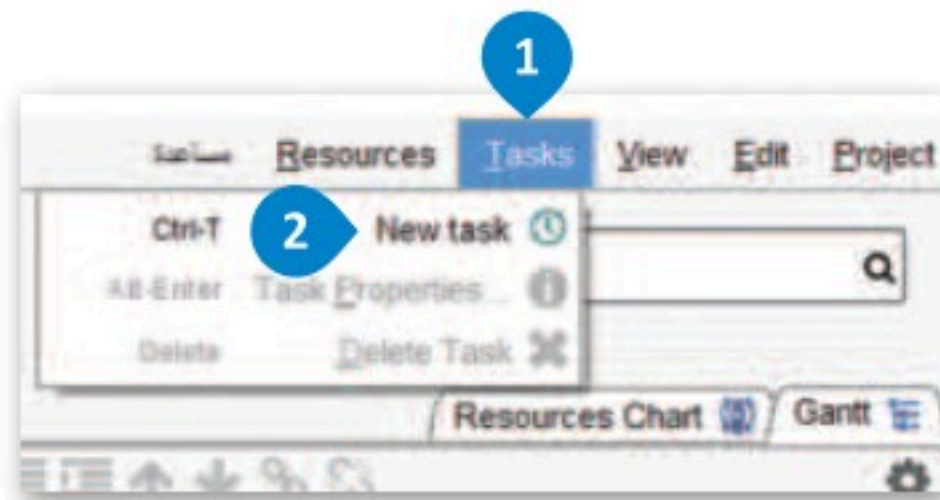 1
Project Edit View Tasks Resources مساعدة
2
New task Ctrl-T
Task Properties... Alt-Enter
Delete Task Delete
Gantt Resources Chart